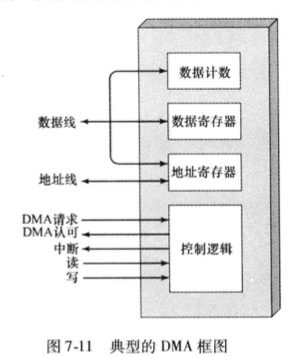 数据计数
数据线
数据寄存器
地址线
地址寄存器
DMA请求
DMA认可
中断
读
写
控制逻辑
图 7-11 典型的 DMA 框图